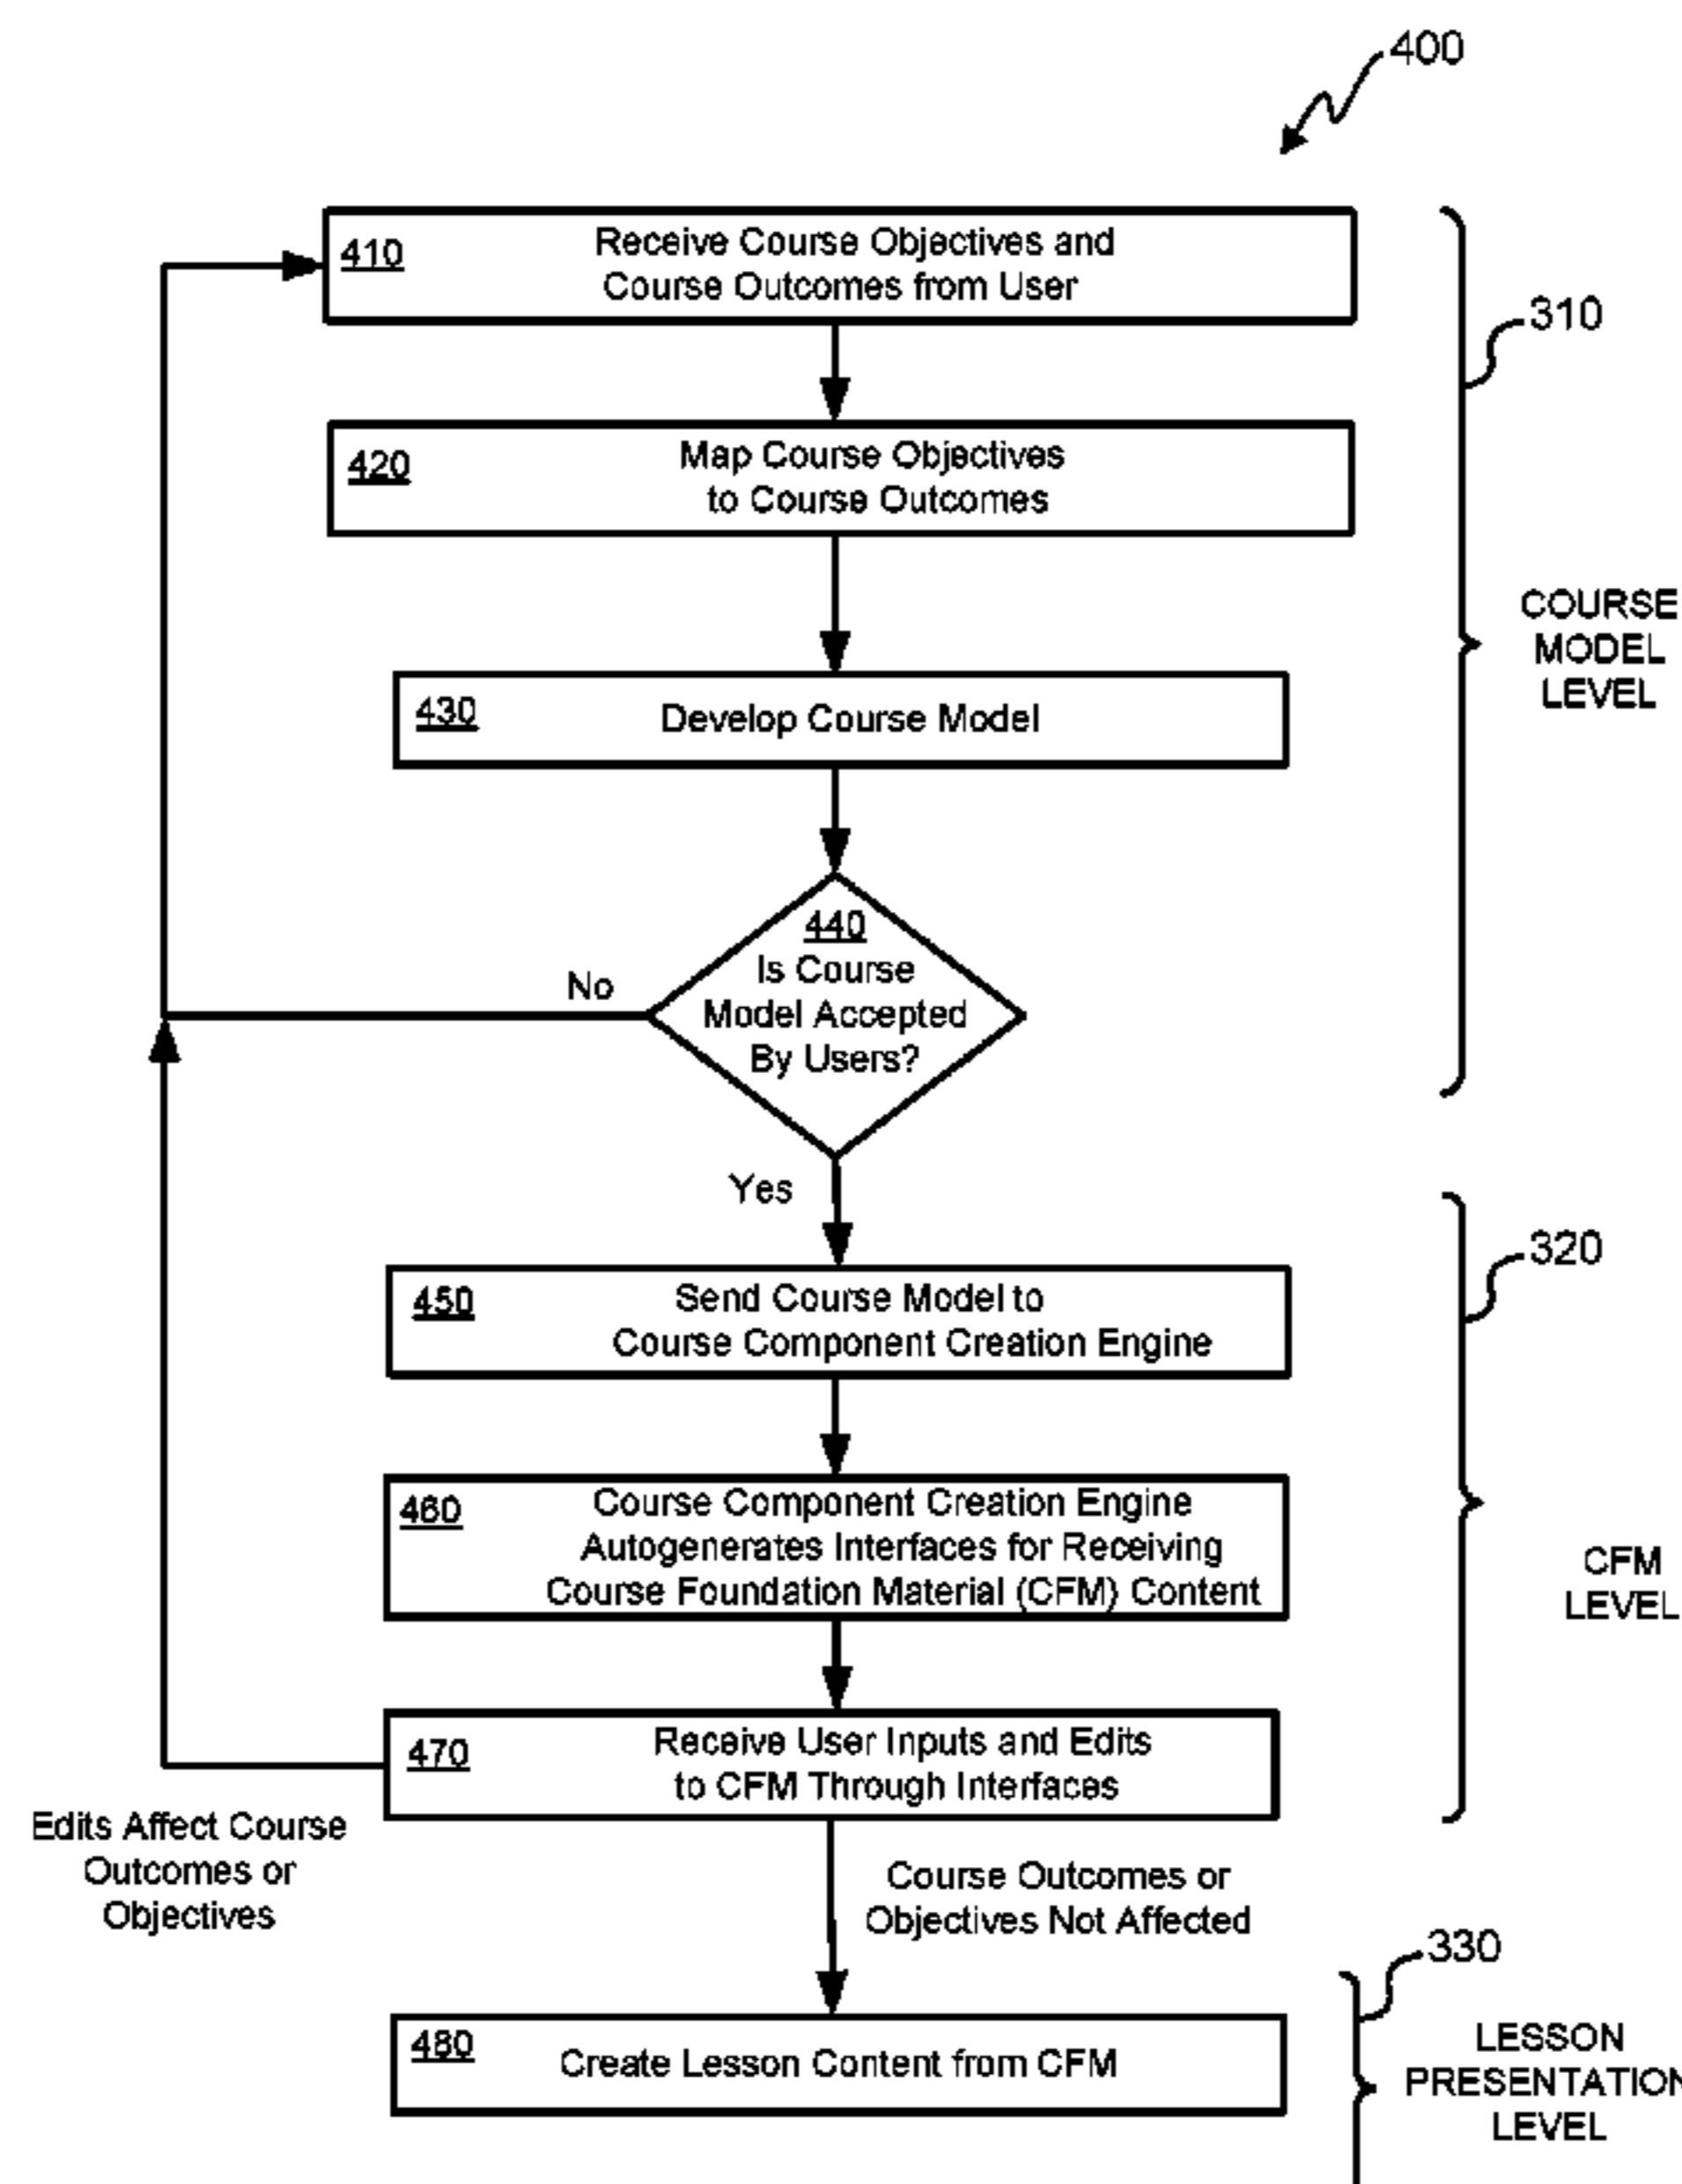 400
410
Receive Course Objectives and
Course Outcomes from User
310
420
Map Course Objectives
to Course Outcomes
COURSE
MODEL
LEVEL
430
Develop Course Model
440
Is Course
Model Accepted
By Users?
No
Yes
320
450
Send Course Model to
Course Component Creation Engine
460
Course Component Creation Engine
Autogenerates Interfaces for Receiving
Course Foundation Material (CFM) Content
CFM
LEVEL
470
Receive User Inputs and Edits
to CFM Through Interfaces
Edits Affect Course
Outcomes or
Objectives
Course Outcomes or
Objectives Not Affected
330
480
Create Lesson Content from CFM
LESSON
PRESENTATION
LEVEL